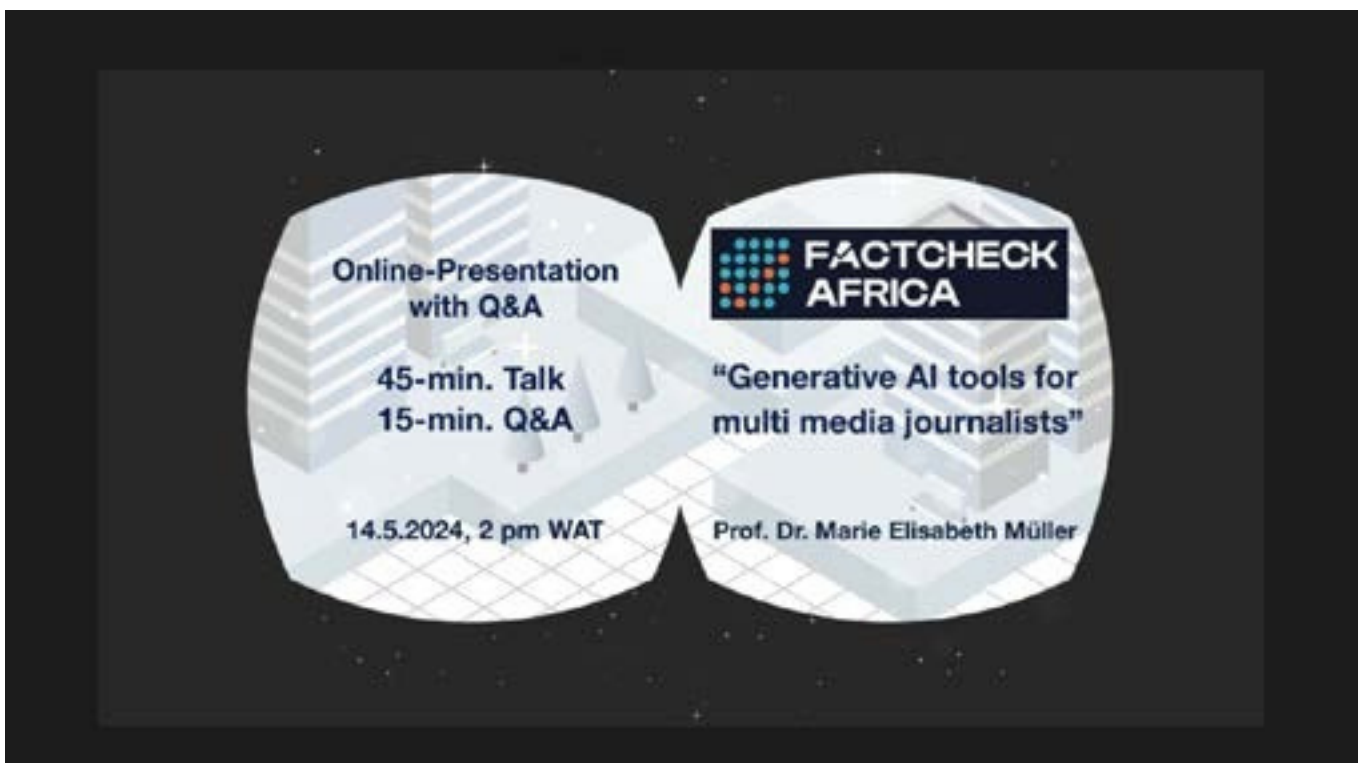 Online-Presentation
with Q&A
45-min. Talk
15-min. Q&A
14.5.2024, 2 pm WAT
FACTCHECK
AFRICA
“Generative AI tools for
multi media journalists”
Prof. Dr. Marie Elisabeth Müller